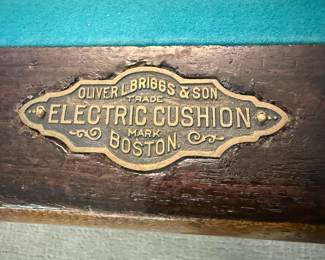 OLIVER L. BRIGGS & SON
TRADE
ELECTRIC CUSHION
MARK
BOSTON.